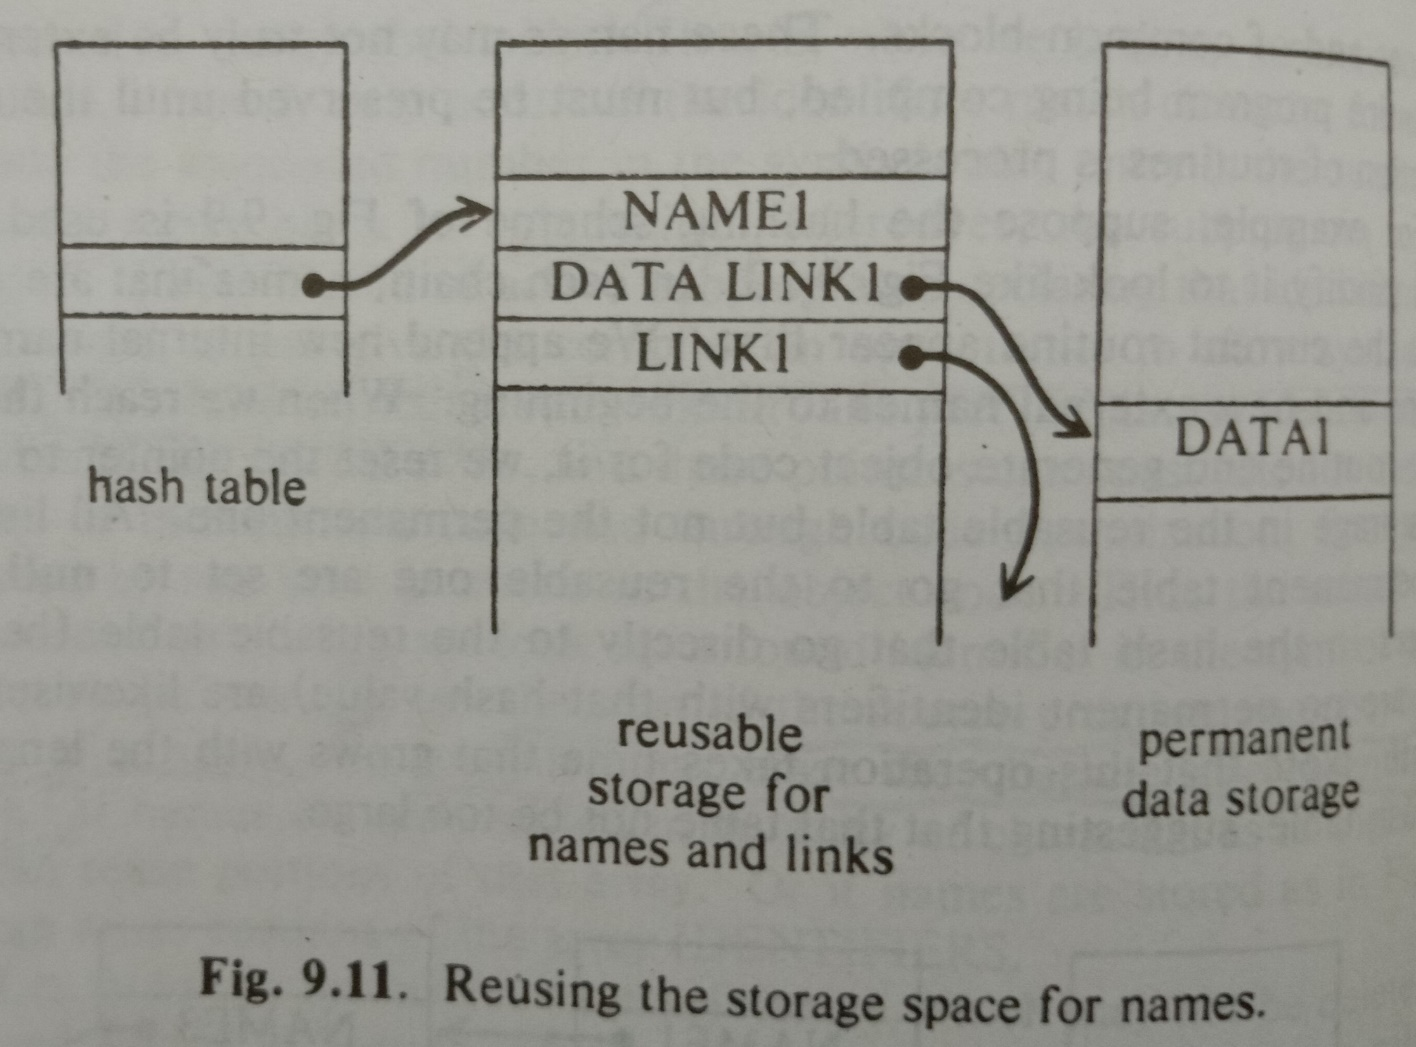 NAME1
DATA LINK1
LINK1
DATA1
hash table
reusable
storage for
names and links
permanent
data storage
Fig. 9.11. Reusing the storage space for names.